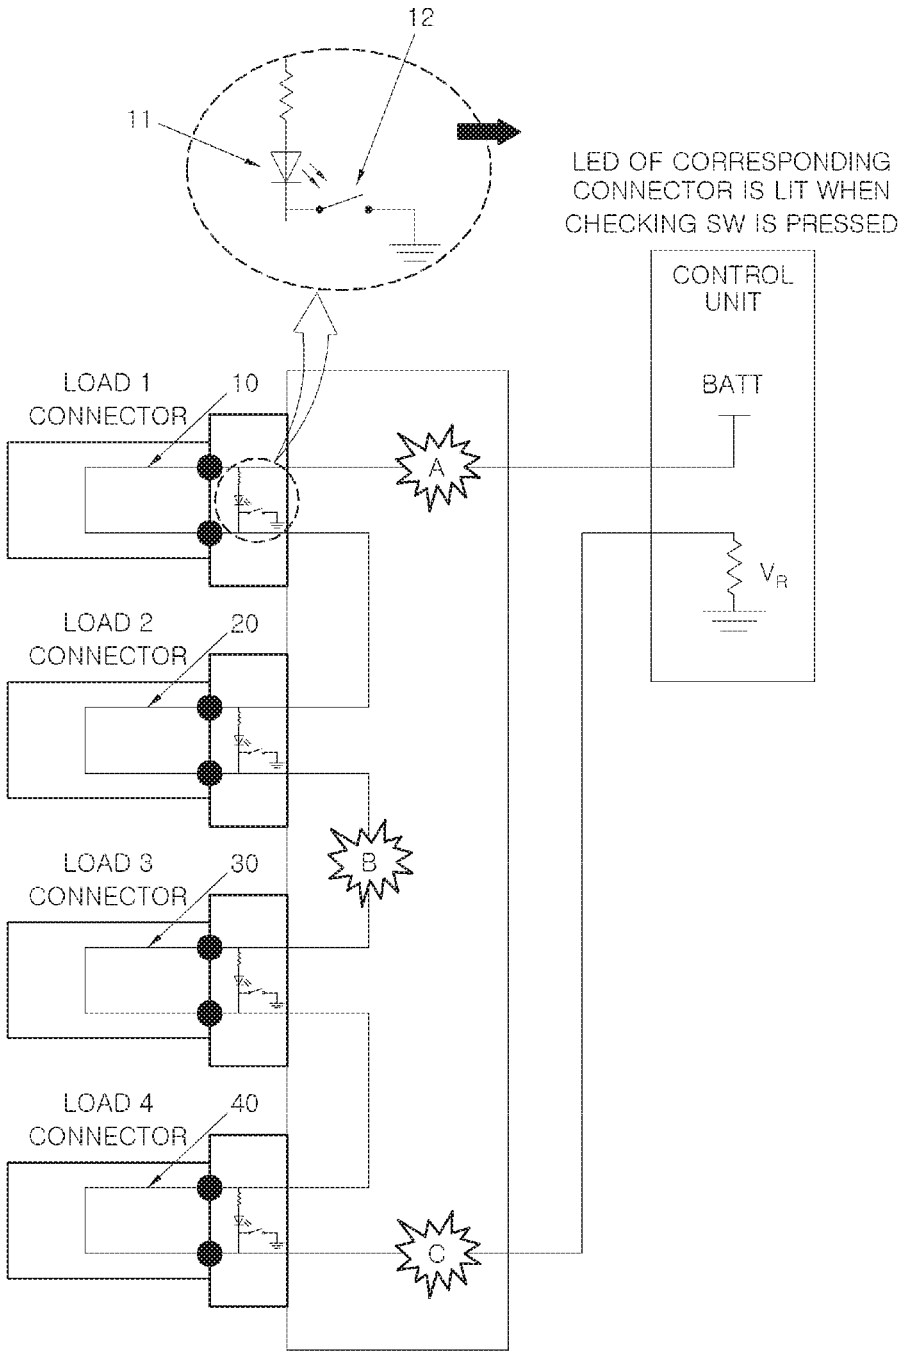 12
11
LED OF CORRESPONDING
CONNECTOR IS LIT WHEN
CHECKING SW IS PRESSED
CONTROL
UNIT
BATT
LOAD 1
CONNECTOR
10
A
VR
LOAD 2
CONNECTOR
20
B
LOAD 3
CONNECTOR
30
LOAD 4
CONNECTOR
40
C